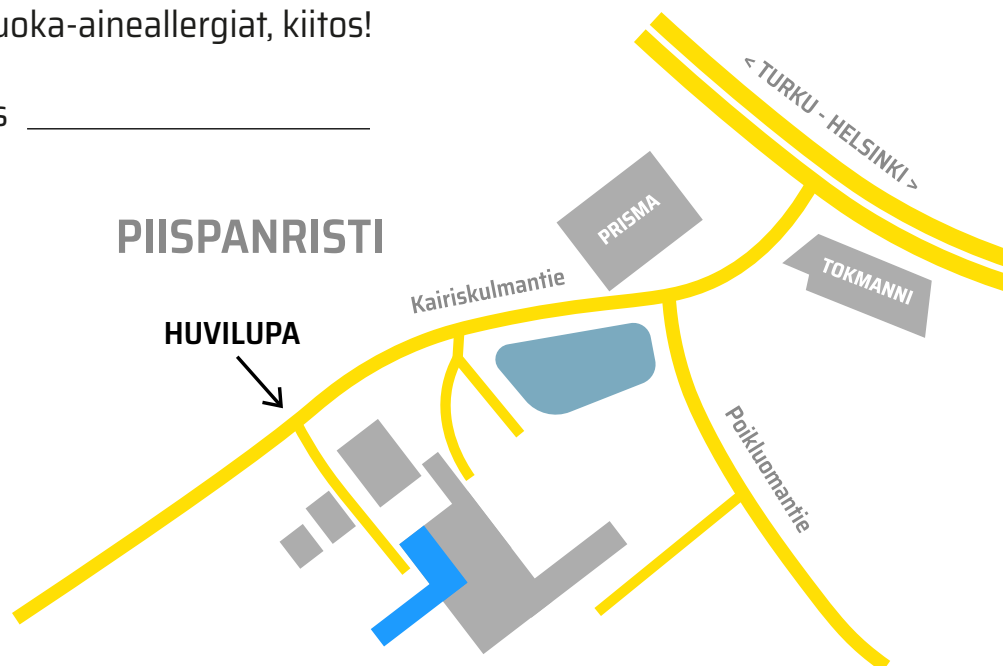 uoka-aineallergiat, kiitos!
< TURKU - HELSINKI >
PRISMA
PIISPANRISTI
TOKMANNI
Kairiskulmantie
HUVILUPA
Poikluomantie